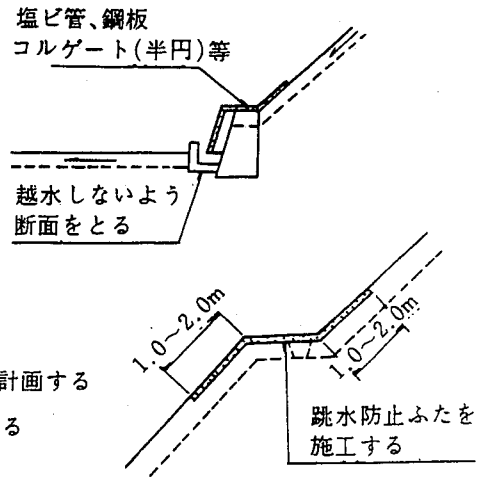 塩ビ管、鋼板
コルゲート(半円)等
越水しないよう
断面をとる
1.0~2.0m
1.0~2.0m
計画する
る
跳水防止ふたを
施工する